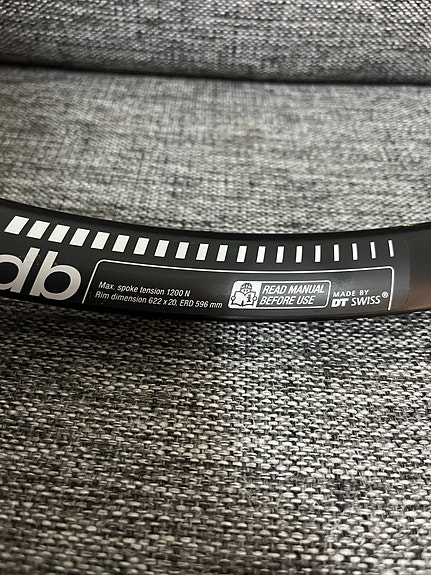 db
Max. spoke tension 1200 N
Rim dimension 622 x 20, ERD 596 mm
READ MANUAL
BEFORE USE
MADE BY
DT SWISS®